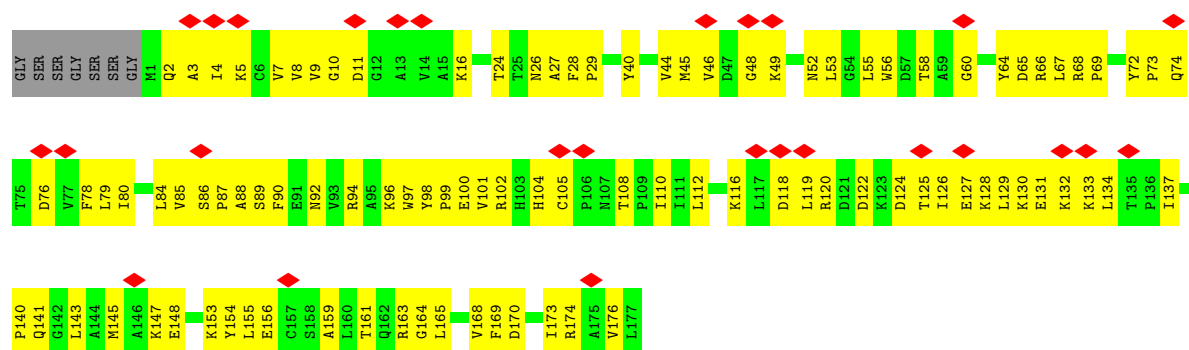 GLY SER SER GLY SER SER GLY M1 Q2 A3 I4 K5 C6 V7 V8 V9 G10 D11 G12 A13 V14 A15 K16 T24 T25 N26 A27 F28 P29 Y40 V44 M45 V46 D47 G48 K49 N52 L53 G54 L55 W56 D57 T58 A59 G60 Y64 D65 R66 L67 R68 P69 Y72 P73 Q74
T75 D76 V77 F78 L79 I80 L84 V85 S86 P87 A88 S89 F90 E91 N92 V93 R94 A95 K96 W97 Y98 P99 E100 V101 R102 H103 H104 C105 P106 N107 T108 P109 I110 I111 L112 K116 L117 D118 L119 R120 D121 D122 K123 D124 T125 I126 E127 K128 L129 K130 E131 K132 K133 L134 T135 P136 I137
P140 Q141 G142 L143 A144 M145 A146 K147 E148 K153 Y154 L155 E156 C157 S158 A159 L160 T161 Q162 R163 G164 L165 V168 F169 D170 I173 R174 A175 V176 L177